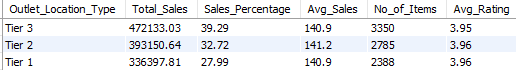 Outlet_Location_Type Total_Sales Sales_Percentage Avg_Sales No_of_Items Avg_Rating
Tier 3 472133.03 39.29 140.9 3350 3.95
Tier 2 393150.64 32.72 141.2 2785 3.96
Tier 1 336397.81 27.99 140.9 2388 3.96